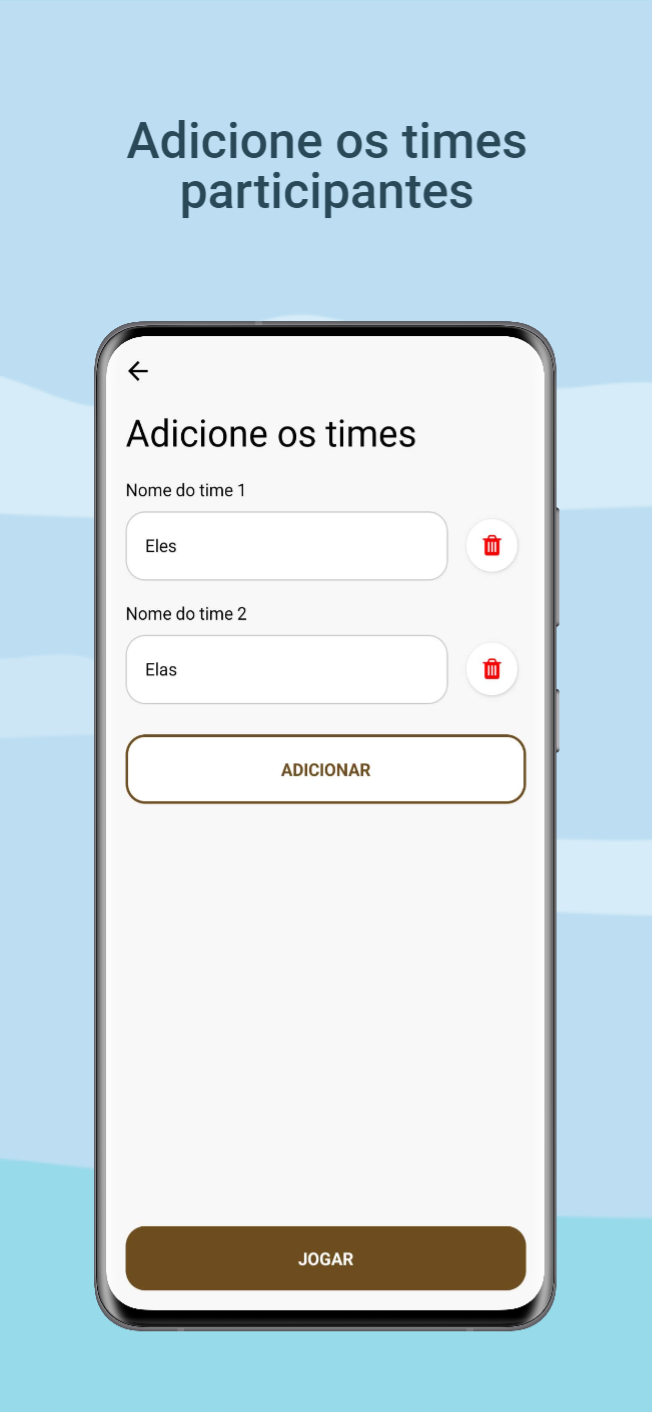 Adicione os times
participantes
Adicione os times
Nome do time 1
Eles
Nome do time 2
Elas
ADICIONAR
JOGAR